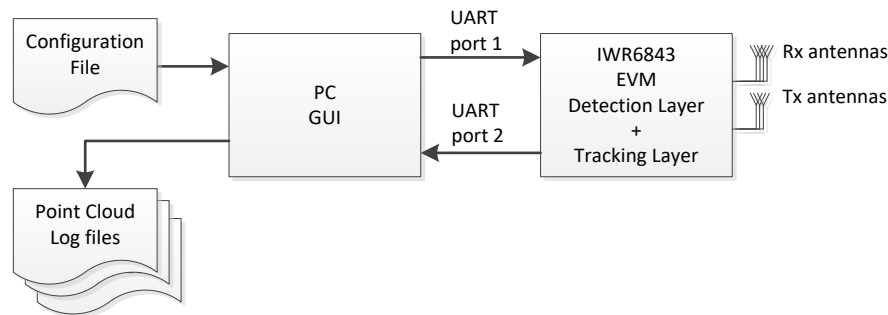 Configuration
File
PC
GUI
UART
port 1
UART
port 2
IWR6843
EVM
Detection Layer
+
Tracking Layer
Rx antennas
Tx antennas
Point Cloud
Log files